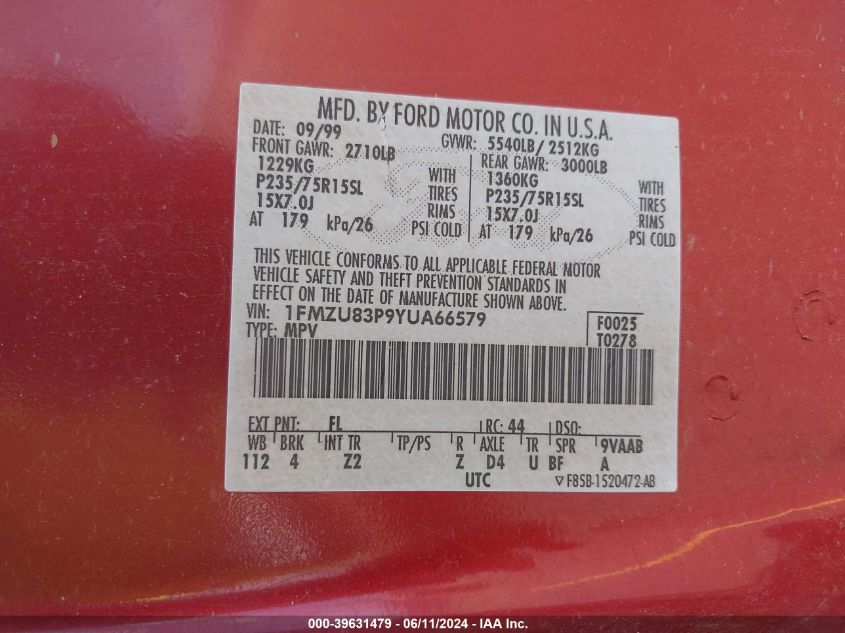 MFD. BY FORD MOTOR CO. IN U.S.A.
DATE: 09/99 GVWR: 5540LB/ 2512KG
FRONT GAWR: 2710LB REAR GAWR: 3000LB
1229KG WITH 1360KG WITH
P235/75R15SL TIRES P235/75R15SL TIRES
15X7.0J RIMS 15X7.0J RIMS
AT 179 kPa/26 PSI COLD AT 179 kPa/26 PSI COLD
THIS VEHICLE CONFORMS TO ALL APPLICABLE FEDERAL MOTOR
VEHICLE SAFETY AND THEFT PREVENTION STANDARDS IN
EFFECT ON THE DATE OF MANUFACTURE SHOWN ABOVE.
VIN: 1FMZU83P9YUA66579 F0025
TYPE: MPV T0278
EXT PNT: FL RC: 44 DSO:
WB BRK INT TR TP/PS R AXLE TR SPR 9VAAB
112 4 Z2 Z D4 U BF A
UTC ▽F85B-1520472-AB
000-39631479 - 06/11/2024 - IAA Inc.